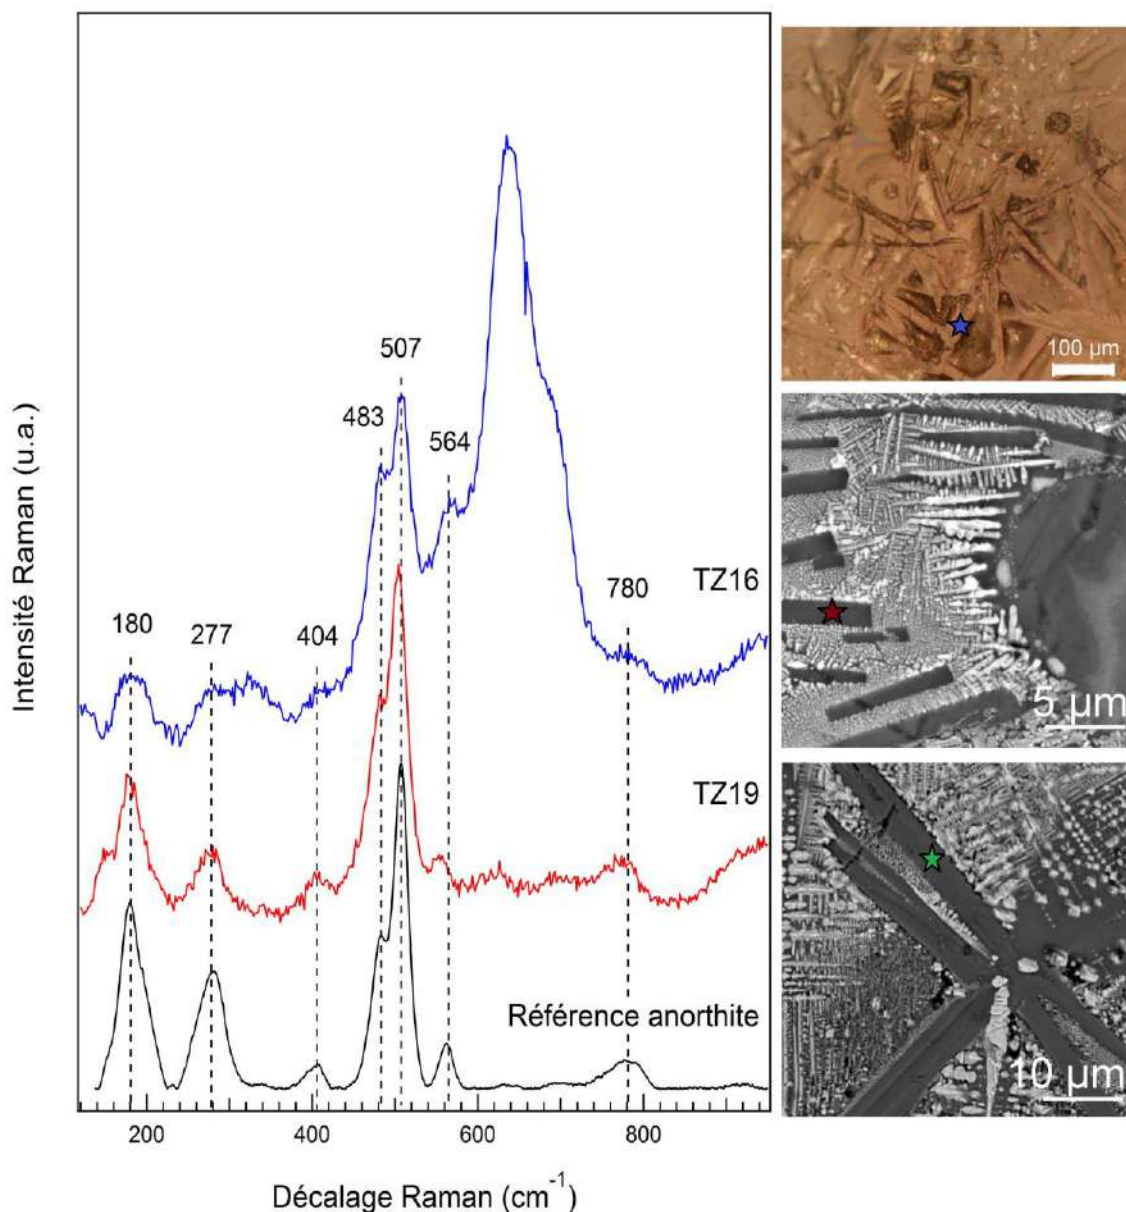 Intensité Raman (u.a.)
507
483
564
TZ16
780
180
277
404
TZ19
Référence anorthite
200
400
600
800
Décalage Raman (cm-1)
100 µm
5 µm
10 µm